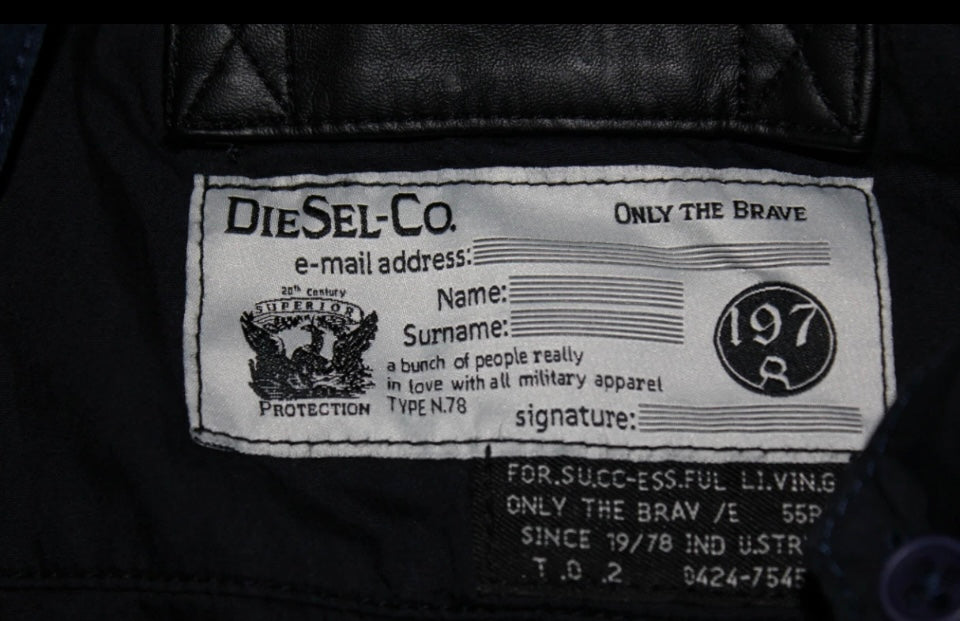 DIESEL-CO.
ONLY THE BRAVE
e-mail address:
Name:
Surname:
20th Century
SUPERIOR
PROTECTION
1978
a bunch of people really
in love with all military apparel
TYPE N.78
signature:
FOR.SU.CC-ESS.FUL LI.VIN.G
ONLY THE BRAV /E 55P
SINCE 19/78 IND U.STR
.T .O .2 0424-7545